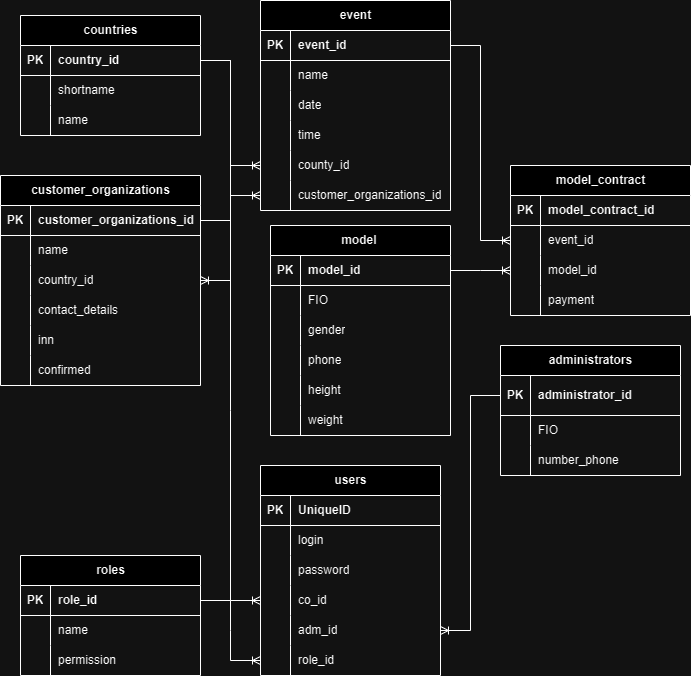 countries
PK country_id
shortname
name
event
PK event_id
name
date
time
county_id
customer_organizations_id
customer_organizations
PK customer_organizations_id
name
country_id
contact_details
inn
confirmed
model
PK model_id
FIO
gender
phone
height
weight
model_contract
PK model_contract_id
event_id
model_id
payment
administrators
PK administrator_id
FIO
number_phone
users
PK UniqueID
login
password
co_id
adm_id
role_id
roles
PK role_id
name
permission